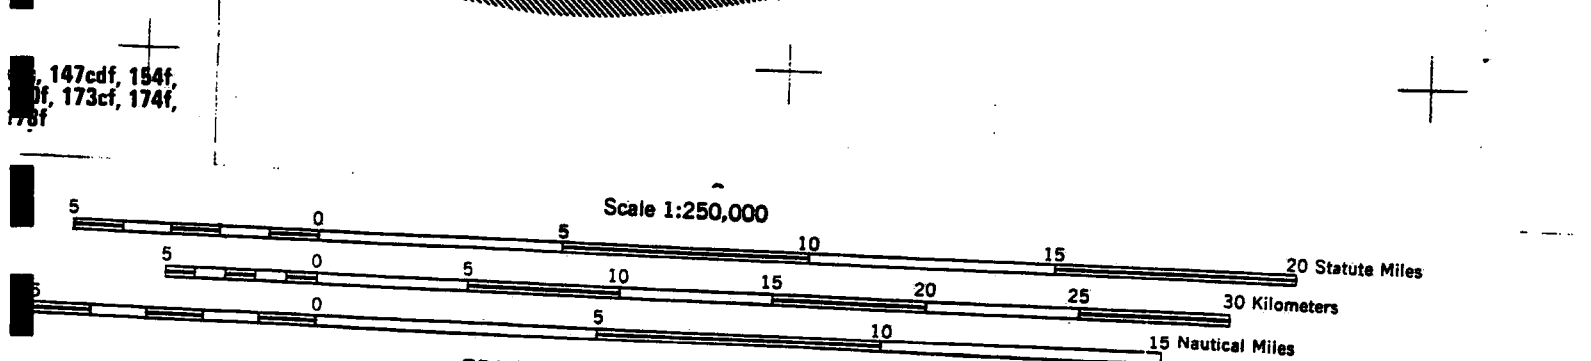 147cdf, 154f,
173cf, 174f,
Scale 1:250,000
5 0 5 10 15 20 Statute Miles
5 0 5 10 15 20 25 30 Kilometers
5 0 5 10 15 Nautical Miles